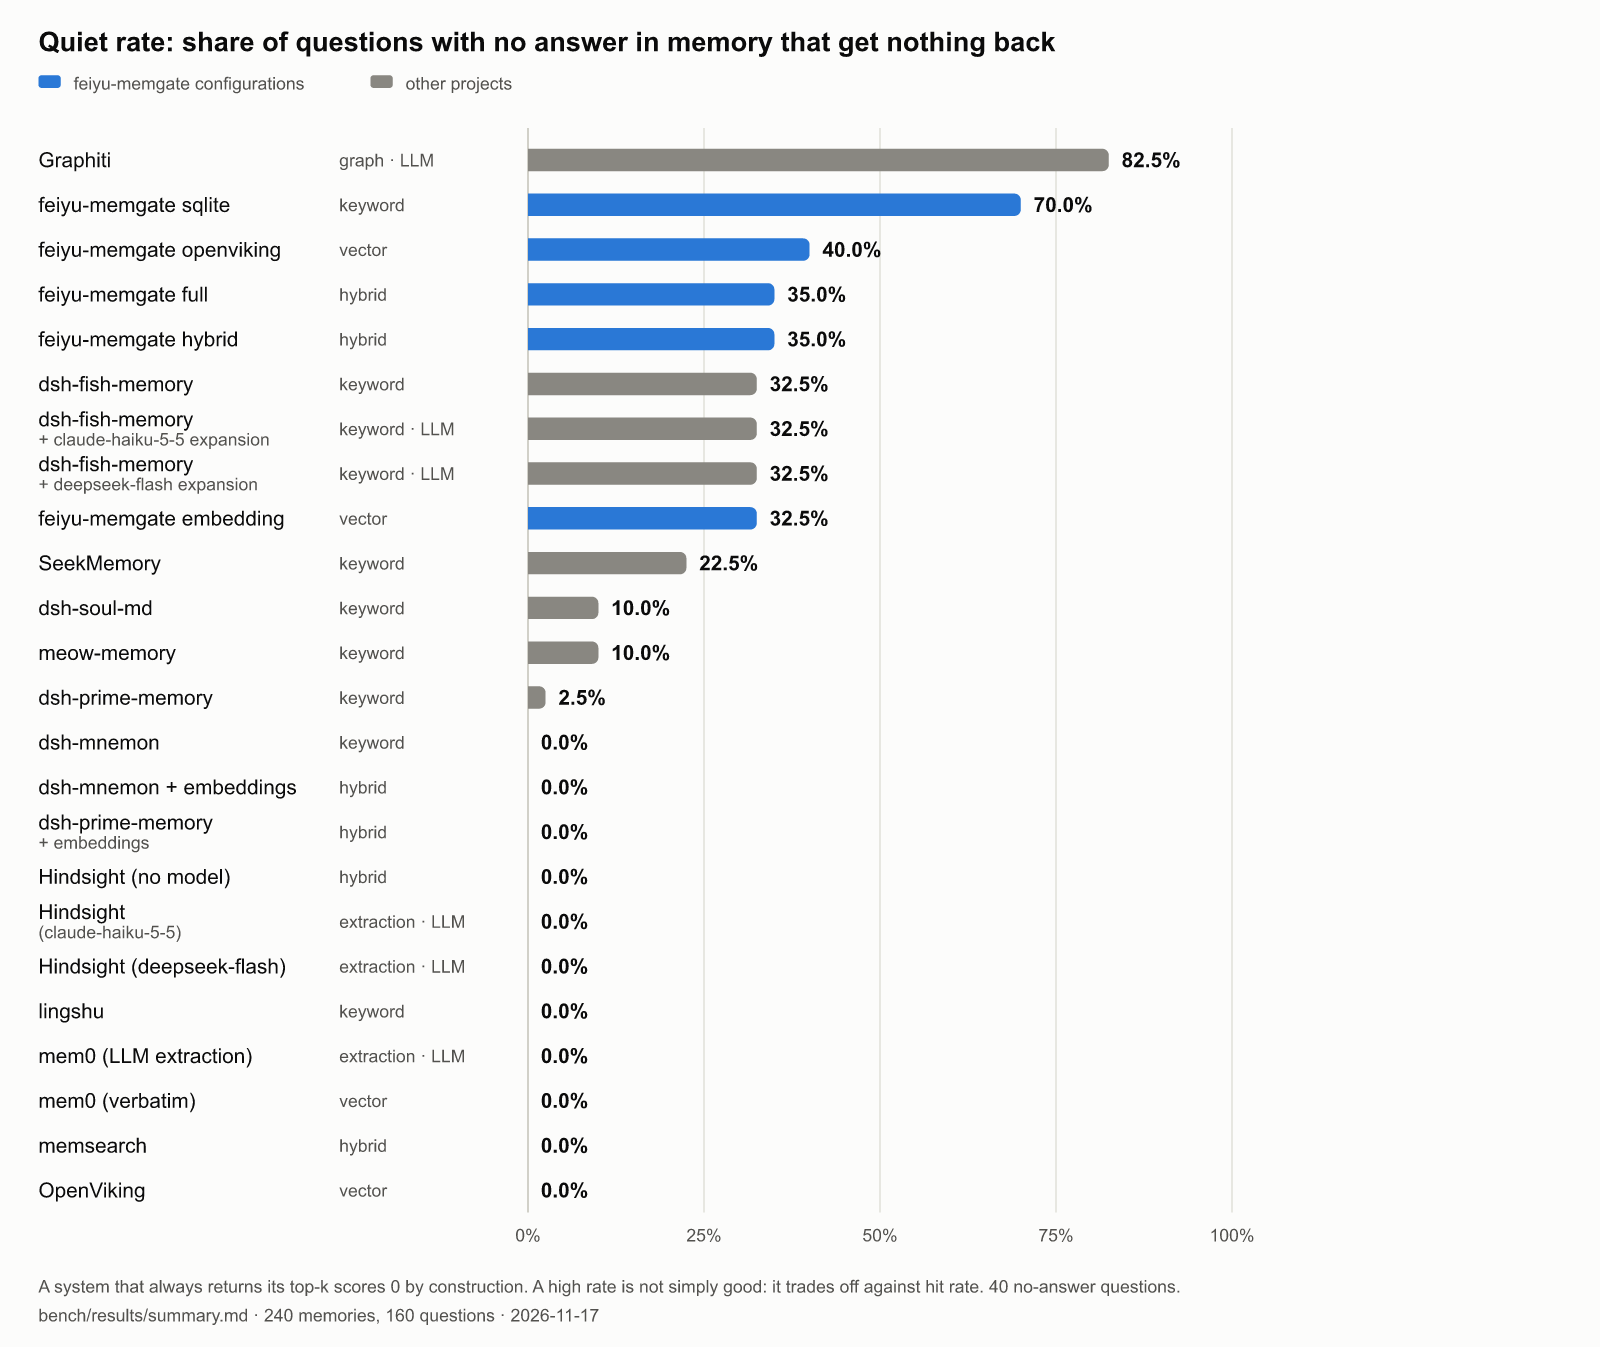 Quiet rate: share of questions with no answer in memory that get nothing back
feiyu-memgate configurations other projects
Graphiti graph · LLM 82.5%
feiyu-memgate sqlite keyword 70.0%
feiyu-memgate openviking vector 40.0%
feiyu-memgate full hybrid 35.0%
feiyu-memgate hybrid hybrid 35.0%
dsh-fish-memory keyword 32.5%
dsh-fish-memory
+ claude-haiku-5-5 expansion keyword · LLM 32.5%
dsh-fish-memory
+ deepseek-flash expansion keyword · LLM 32.5%
feiyu-memgate embedding vector 32.5%
SeekMemory keyword 22.5%
dsh-soul-md keyword 10.0%
meow-memory keyword 10.0%
dsh-prime-memory keyword 2.5%
dsh-mnemon keyword 0.0%
dsh-mnemon + embeddings hybrid 0.0%
dsh-prime-memory
+ embeddings hybrid 0.0%
Hindsight (no model) hybrid 0.0%
Hindsight
(claude-haiku-5-5) extraction · LLM 0.0%
Hindsight (deepseek-flash) extraction · LLM 0.0%
lingshu keyword 0.0%
mem0 (LLM extraction) extraction · LLM 0.0%
mem0 (verbatim) vector 0.0%
memsearch hybrid 0.0%
OpenViking vector 0.0%
0% 25% 50% 75% 100%
A system that always returns its top-k scores 0 by construction. A high rate is not simply good: it trades off against hit rate. 40 no-answer questions.
bench/results/summary.md · 240 memories, 160 questions · 2026-11-17